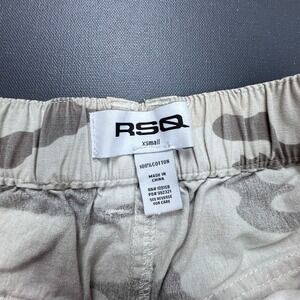 RSQ
xSmall
100%COTTON
MADE IN
CHINA
SEE REVERSE
FOR CARE